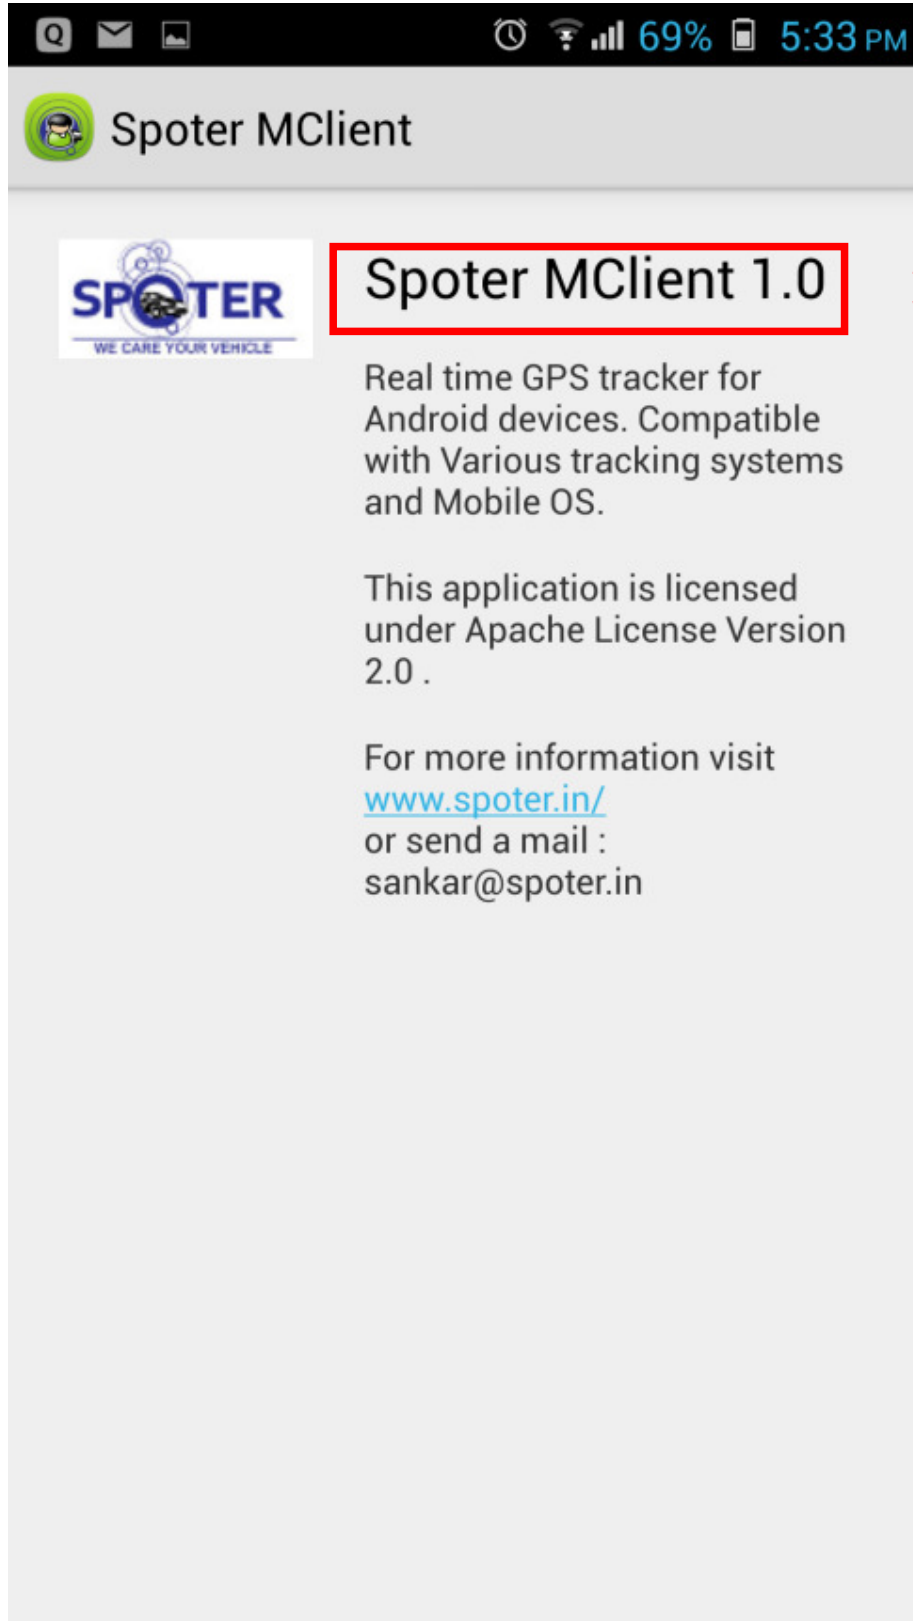 Q
69%
5:33 PM
Spoter MClient
SPOTER
WE CARE YOUR VEHICLE
Spoter MClient 1.0
Real time GPS tracker for
Android devices. Compatible
with Various tracking systems
and Mobile OS.
This application is licensed
under Apache License Version
2.0 .
For more information visit
www.spoter.in/
or send a mail :
sankar@spoter.in